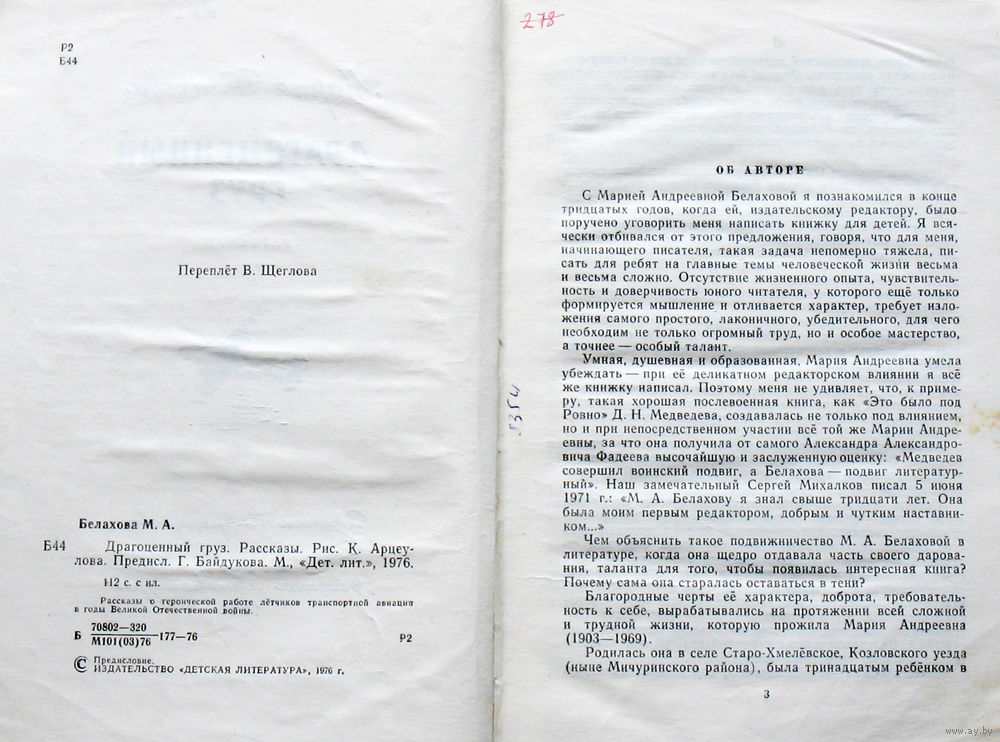 Р2
Б44
Переплёт В. Щеглова
Белахова М. А.
Б44 Драгоценный груз. Рассказы. Рис. К. Арцеу-
лова. Предисл. Г. Байдукова. М., «Дет. лит.», 1976.
112 с. с ил.
Рассказы о героической работе лётчиков транспортной авиации
в годы Великой Отечественной войны.
Б 70802—320
М101(03)76 —177—76 Р2
© Предисловие.
ИЗДАТЕЛЬСТВО «ДЕТСКАЯ ЛИТЕРАТУРА», 1976 г.
278
5354
ОБ АВТОРЕ
С Марией Андреевной Белаховой я познакомился в конце
тридцатых годов, когда ей, издательскому редактору, было
поручено уговорить меня написать книжку для детей. Я вся-
чески отбивался от этого предложения, говоря, что для меня,
начинающего писателя, такая задача непомерно тяжела, пи-
сать для ребят на главные темы человеческой жизни весьма
и весьма сложно. Отсутствие жизненного опыта, чувствитель-
ность и доверчивость юного читателя, у которого ещё только
формируется мышление и отливается характер, требует изло-
жения самого простого, лаконичного, убедительного, для чего
необходим не только огромный труд, но и особое мастерство,
а точнее — особый талант.
Умная, душевная и образованная, Мария Андреевна умела
убеждать — при её деликатном редакторском влиянии я всё
же книжку написал. Поэтому меня не удивляет, что, к приме-
ру, такая хорошая послевоенная книга, как «Это было под
Ровно» Д. Н. Медведева, создавалась не только под влиянием,
но и при непосредственном участии всё той же Марии Андре-
евны, за что она получила от самого Александра Александро-
вича Фадеева высочайшую и заслуженную оценку: «Медведев
совершил воинский подвиг, а Белахова — подвиг литератур-
ный». Наш замечательный Сергей Михалков писал 5 июня
1971 г.: «М. А. Белахову я знал свыше тридцати лет. Она
была моим первым редактором, добрым и чутким наставни-
ком...»
Чем объяснить такое подвижничество М. А. Белаховой в
литературе, когда она щедро отдавала часть своего дарова-
ния, таланта для того, чтобы появилась интересная книга?
Почему сама она старалась оставаться в тени?
Благородные черты её характера, доброта, требователь-
ность к себе, вырабатывались на протяжении всей сложной
и трудной жизни, которую прожила Мария Андреевна
(1903—1969).
Родилась она в селе Старо-Хмелёвское, Козловского уезда
(ныне Мичуринского района), была тринадцатым ребёнком в
3
www.ay.by